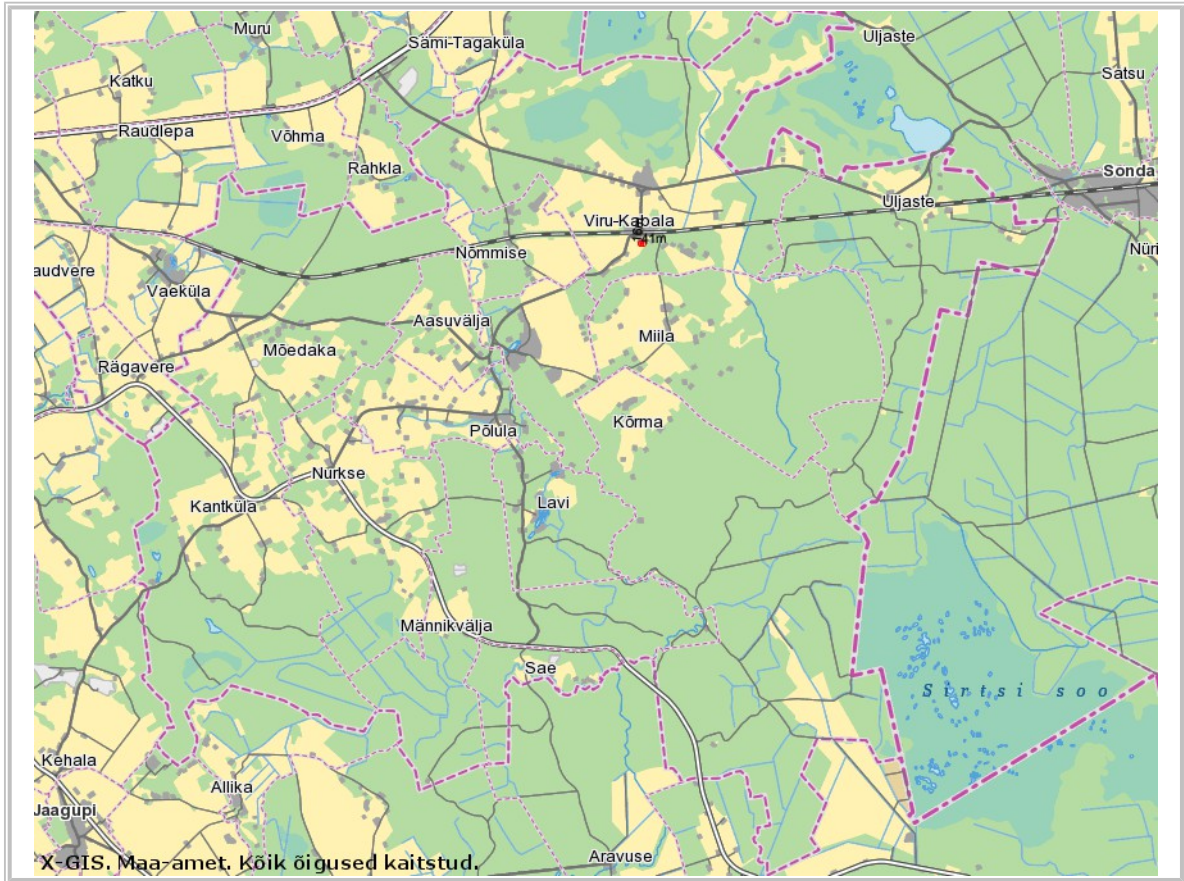 Muru
Sämi-Tagaküla
Uljaste
Satsu
Katku
Raudlepa
Võhma
Rahkla
Sonda
Uljaste
Viru-Kabala
41m
Nõmmise
Nüri
audvere
Vaeküla
Aasuvälja
Miila
Mõedaka
Rägavere
Kõrma
Põlula
Nurkse
Kantküla
Lavi
Männikvälja
Sae
Sirtsi soo
Kehala
Allika
Jaagupi
Aravuse
X-GIS. Maa-amet. Kõik õigused kaitstud.